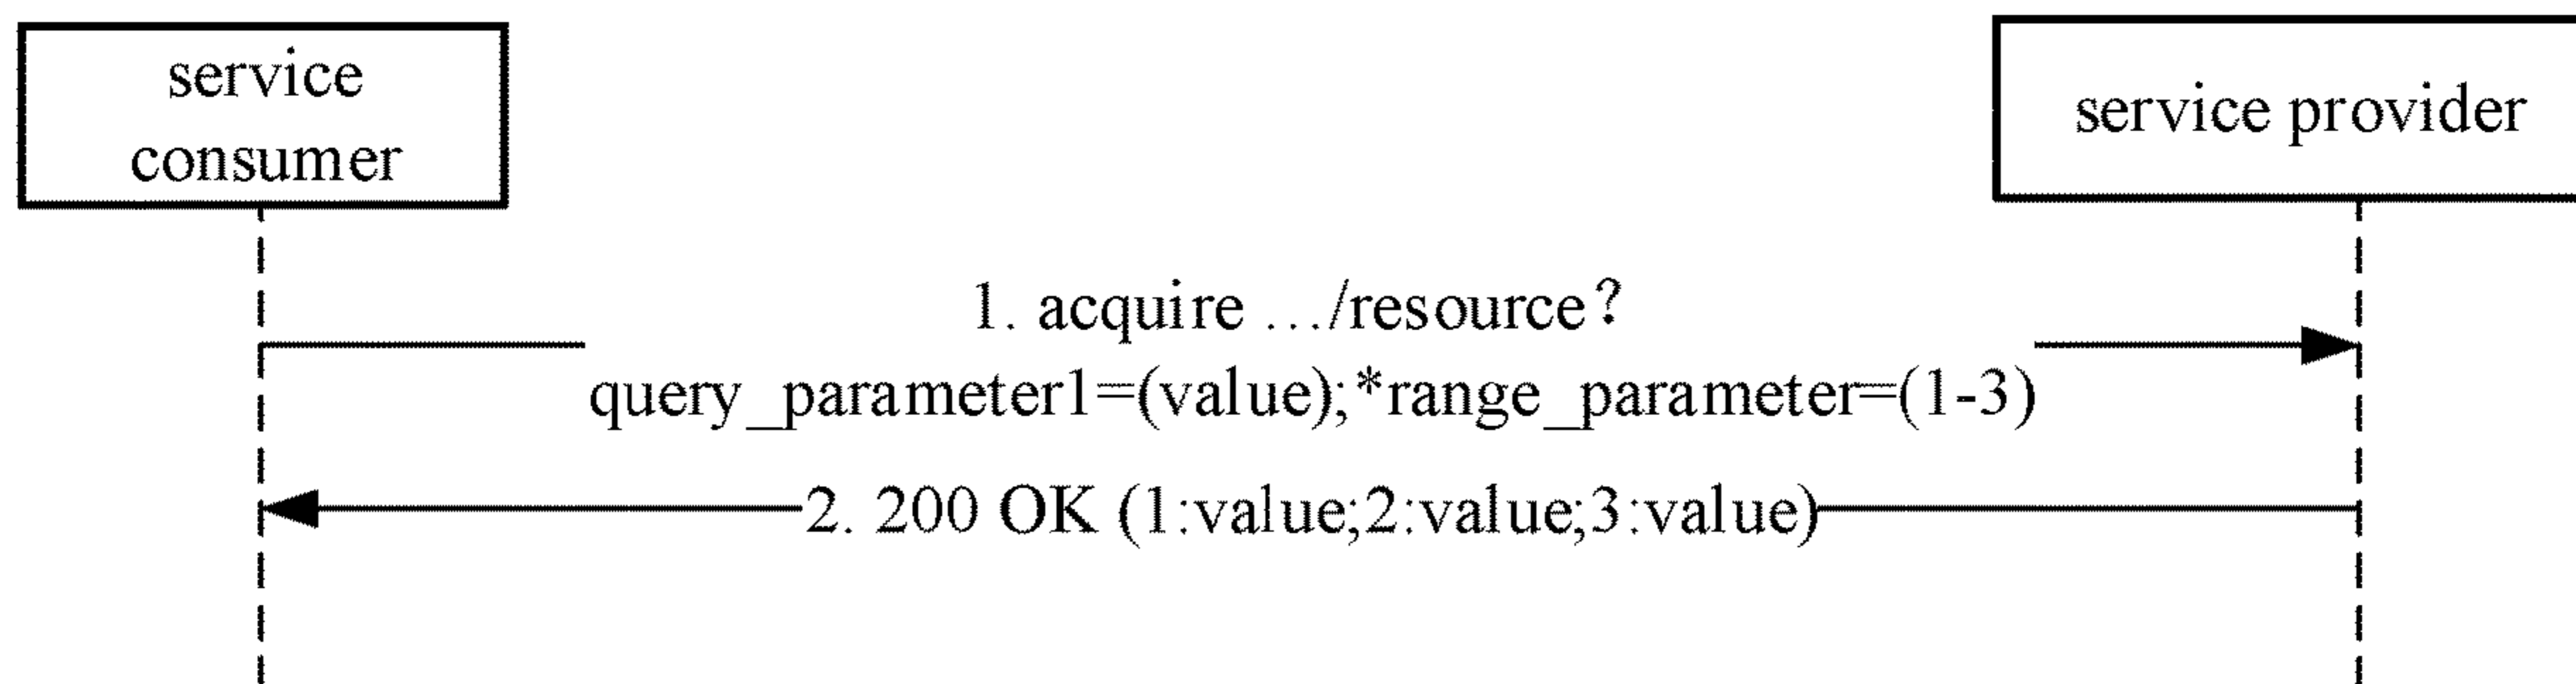 service
consumer
service provider
1. acquire …/resource?
query_parameter1=(value);*range_parameter=(1-3)
2. 200 OK (1:value;2:value;3:value)